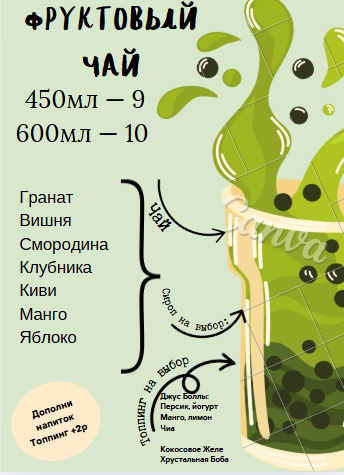 ФРУКТОВЫЙ
ЧАЙ
450мл – 9
600мл – 10
Гранат
Вишня
Смородина
Клубника
Киви
Манго
Яблоко
Чай
Сироп на выбор:
Топпинг на выбор
Джус Боллы:
Персик, йогурт
Манго, лимон
Чиа
Кокосовое Желе
Хрустальная Боба
Дополни
напиток
Топпинг +2р
Canva